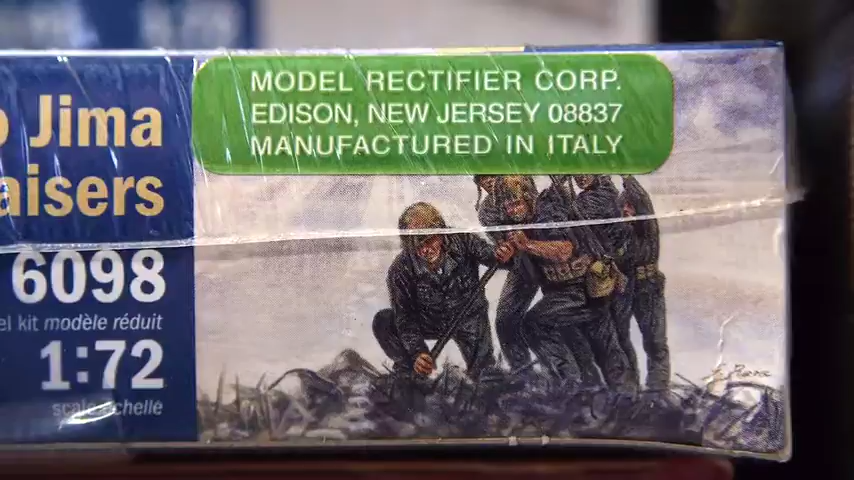 MODEL RECTIFIER CORP.
EDISON, NEW JERSEY 08837
MANUFACTURED IN ITALY
o Jima
aisers
6098
el kit modèle réduit
1:72
scale échelle